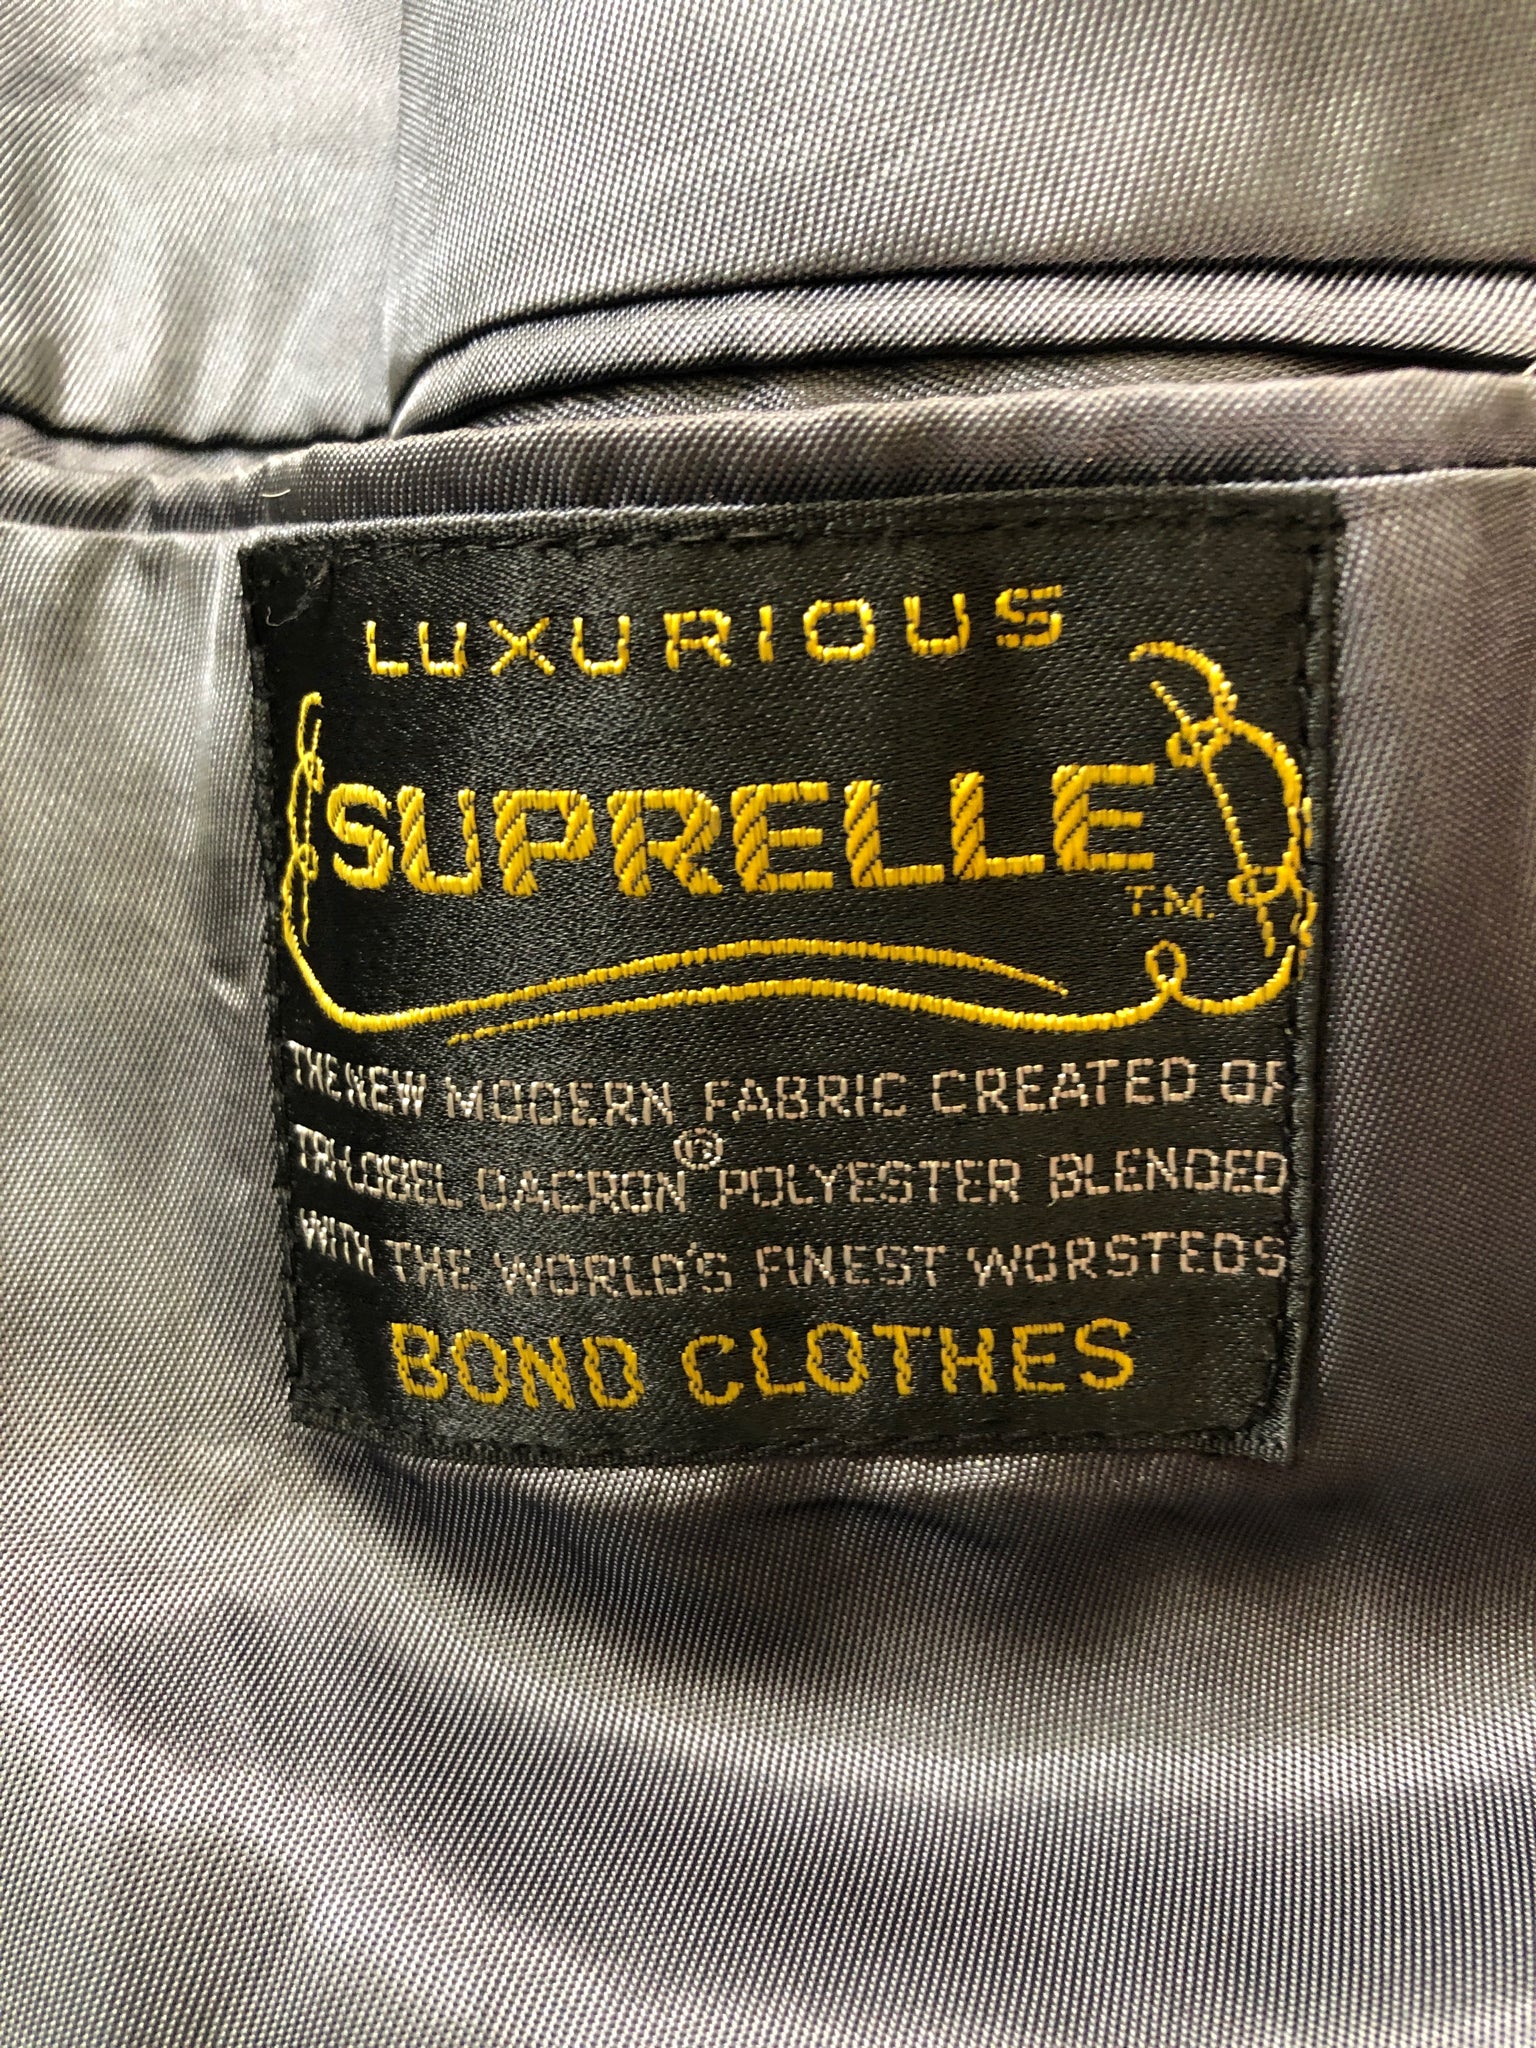 LUXURIOUS
SUPRELLE
T.M.
THE NEW MODERN FABRIC CREATED OF
TRI-LOBEL DACRON® POLYESTER BLENDED
WITH THE WORLD'S FINEST WORSTEDS
BOND CLOTHES